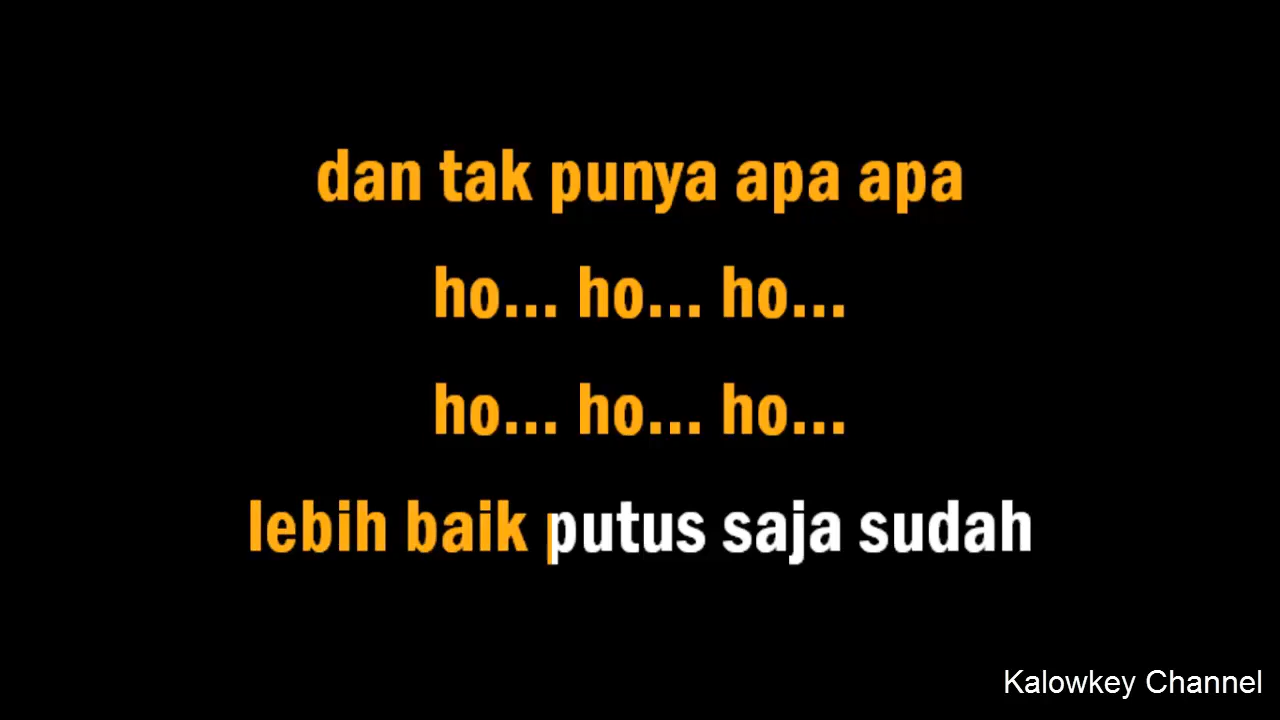 dan tak punya apa apa
ho... ho... ho...
ho... ho... ho...
lebih baik putus saja sudah
Kalowkey Channel